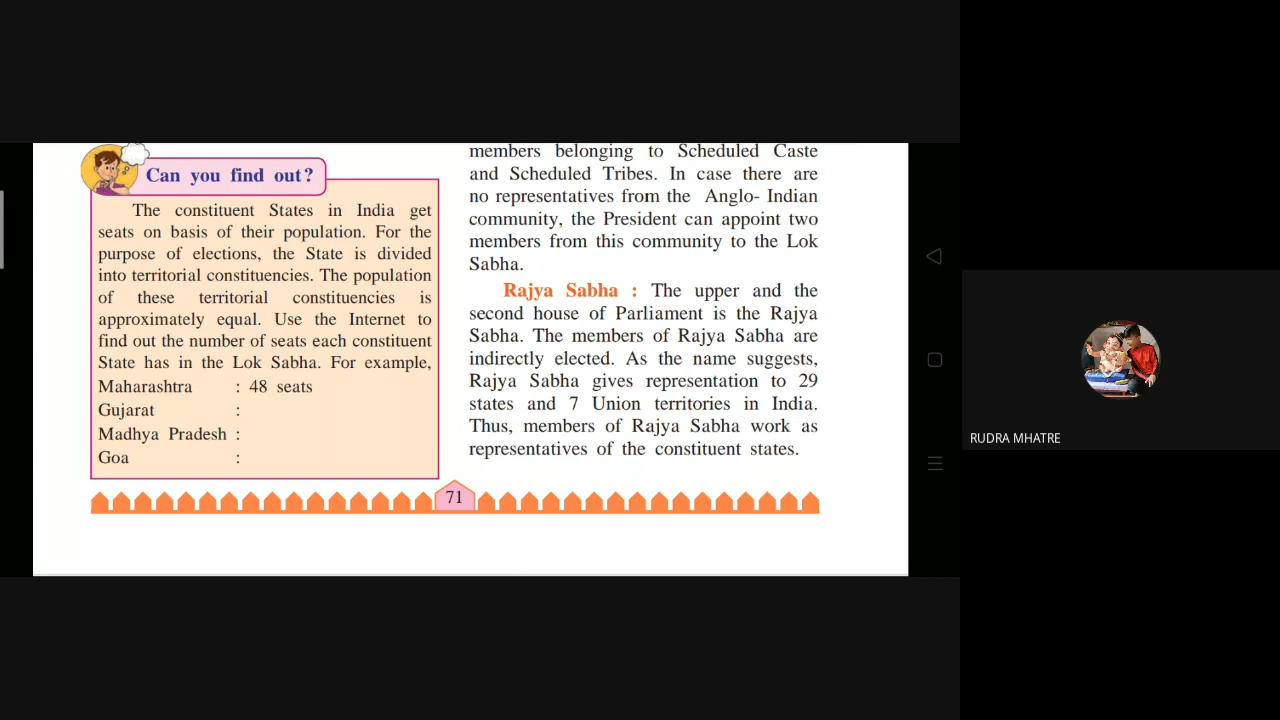 Can you find out?
The constituent States in India get
seats on basis of their population. For the
purpose of elections, the State is divided
into territorial constituencies. The population
of these territorial constituencies is
approximately equal. Use the Internet to
find out the number of seats each constituent
State has in the Lok Sabha. For example,
Maharashtra : 48 seats
Gujarat :
Madhya Pradesh :
Goa :
members belonging to Scheduled Caste
and Scheduled Tribes. In case there are
no representatives from the Anglo- Indian
community, the President can appoint two
members from this community to the Lok
Sabha.
Rajya Sabha : The upper and the
second house of Parliament is the Rajya
Sabha. The members of Rajya Sabha are
indirectly elected. As the name suggests,
Rajya Sabha gives representation to 29
states and 7 Union territories in India.
Thus, members of Rajya Sabha work as
representatives of the constituent states.
71
RUDRA MHATRE